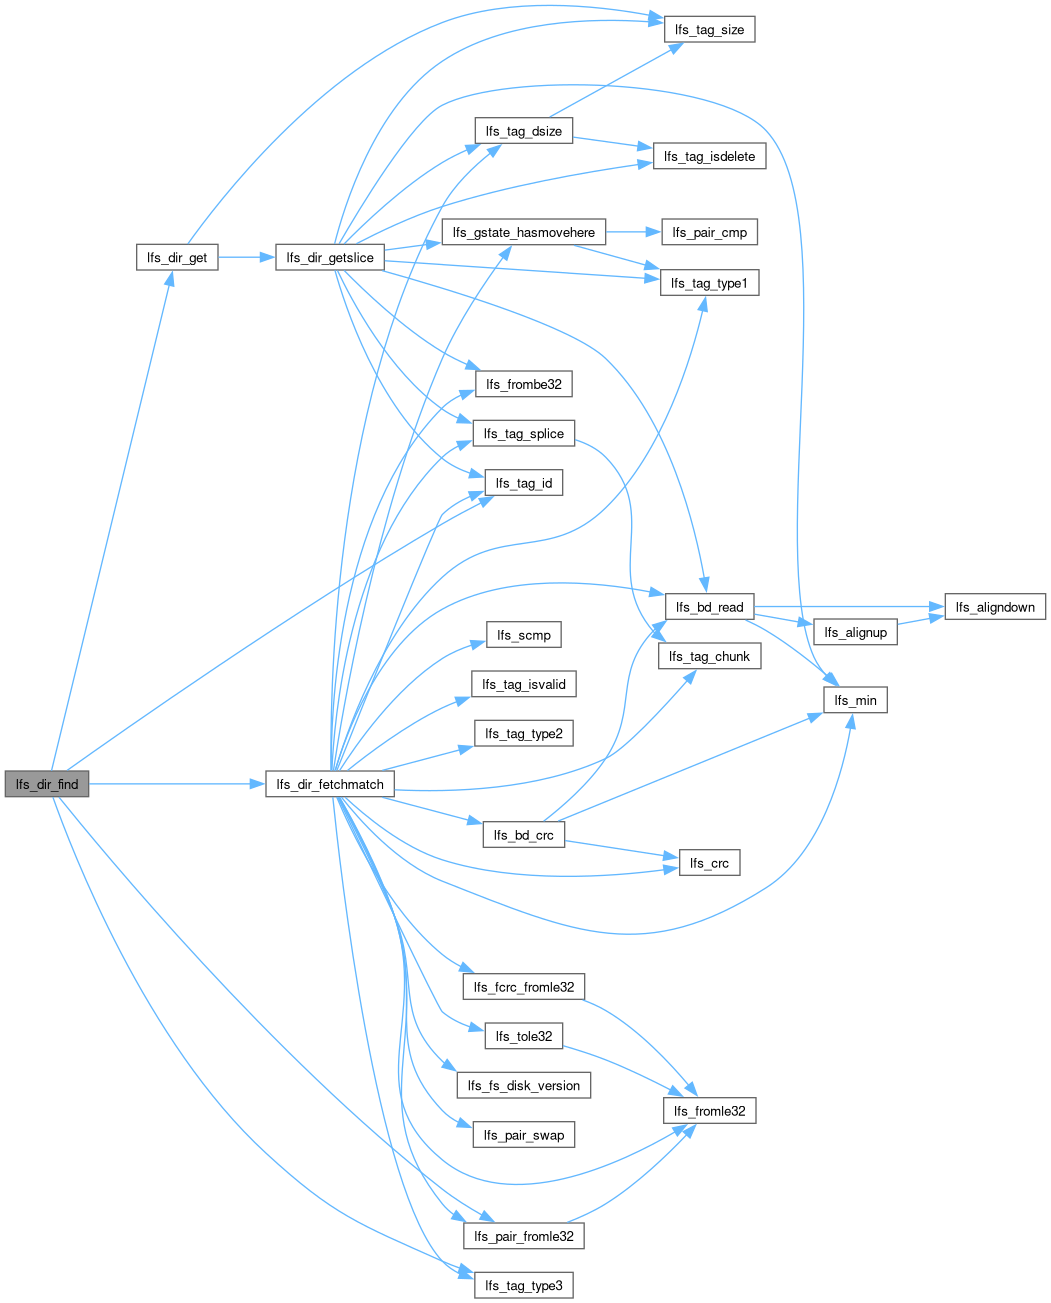 lfs_tag_size
lfs_tag_dsize
lfs_tag_isdelete
lfs_gstate_hasmovehere
lfs_pair_cmp
lfs_dir_get
lfs_dir_getslice
lfs_tag_type1
lfs_frombe32
lfs_tag_splice
lfs_tag_id
lfs_bd_read
lfs_aligndown
lfs_alignup
lfs_scmp
lfs_tag_chunk
lfs_tag_isvalid
lfs_min
lfs_tag_type2
lfs_dir_find
lfs_dir_fetchmatch
lfs_bd_crc
lfs_crc
lfs_fcrc_fromle32
lfs_tole32
lfs_fs_disk_version
lfs_fromle32
lfs_pair_swap
lfs_pair_fromle32
lfs_tag_type3